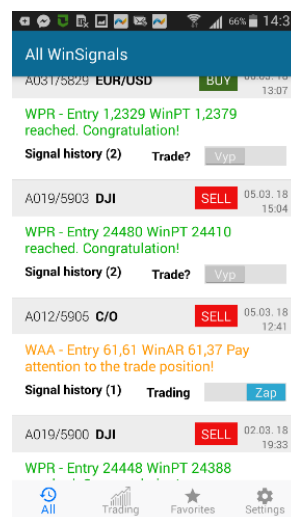 66% 14:3
All WinSignals
A031/5829 EUR/USD BUY 06.03. 18
13:07
WPR - Entry 1,2329 WinPT 1,2379
reached. Congratulation!
Signal history (2) Trade? Vyp
A019/5903 DJI SELL 05.03. 18
15:04
WPR - Entry 24480 WinPT 24410
reached. Congratulation!
Signal history (2) Trade? Vyp
A012/5905 C/O SELL 05.03. 18
12:41
WAA - Entry 61,61 WinAR 61,37 Pay
attention to the trade position!
Signal history (1) Trading Zap
A019/5900 DJI SELL 02.03. 18
19:33
WPR - Entry 24448 WinPT 24388
All Trading Favorites Settings